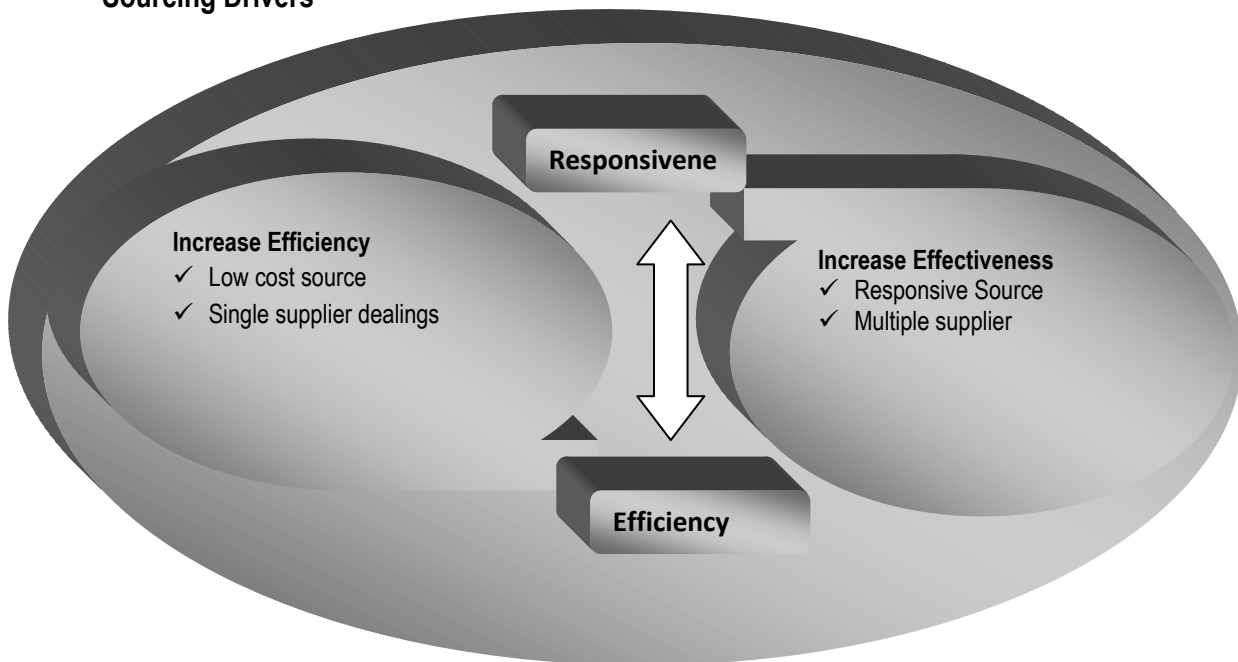 Sourcing Drivers
Responsivene
Increase Efficiency
✓ Low cost source
✓ Single supplier dealings
Increase Effectiveness
✓ Responsive Source
✓ Multiple supplier
Efficiency